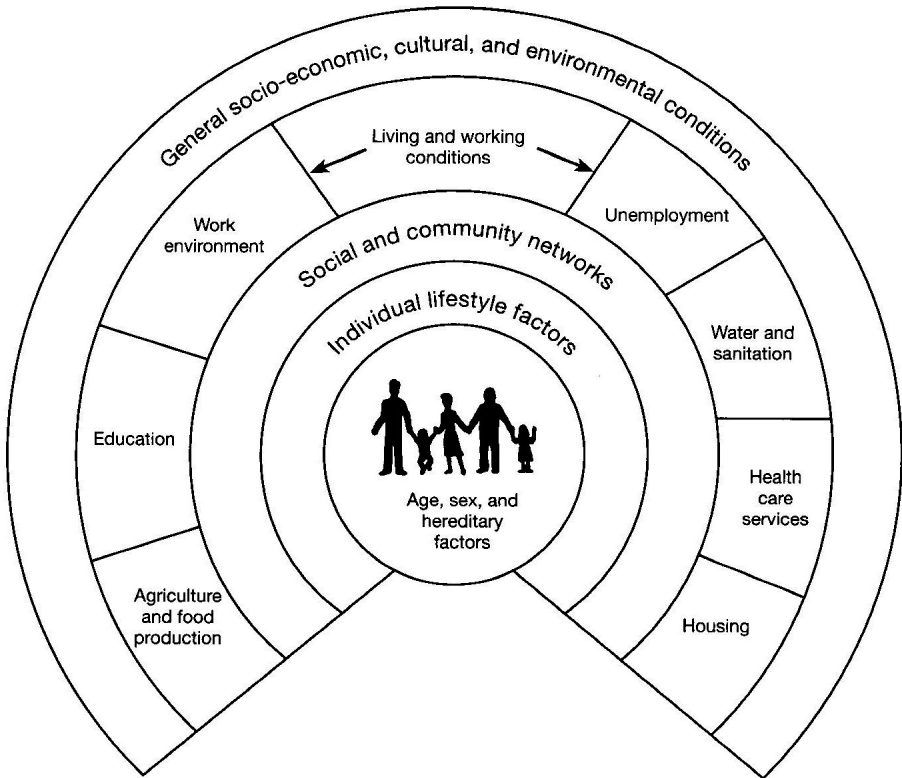 General socio-economic, cultural, and environmental conditions
Living and working
conditions
Work
environment
Unemployment
Social and community networks
Individual lifestyle factors
Water and
sanitation
Education
Health
care
services
Age, sex, and
hereditary
factors
Agriculture
and food
production
Housing